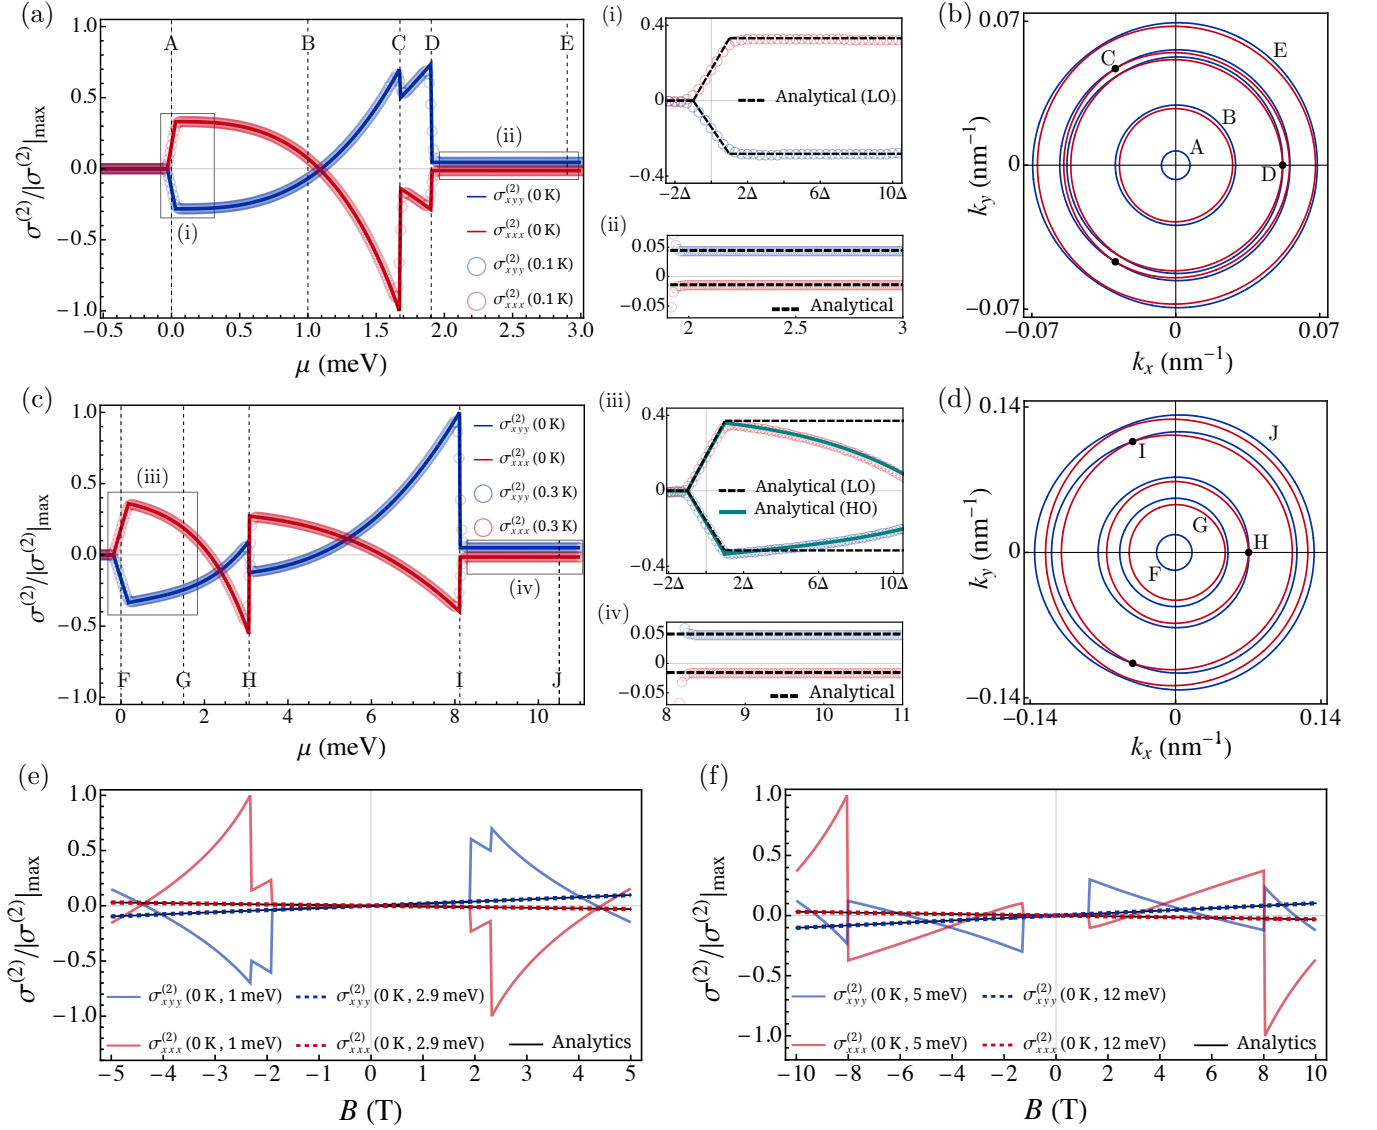 (a)
σ⁽²⁾/|σ⁽²⁾|max
1.0
0.5
0.0
−0.5
−1.0
A B C D E
(i)
(ii)
σ⁽²⁾xyy (0 K)
σ⁽²⁾xxx (0 K)
σ⁽²⁾xyy (0.1 K)
σ⁽²⁾xxx (0.1 K)
−0.5 0.0 0.5 1.0 1.5 2.0 2.5 3.0
μ (meV)
(i)
0.4
0
−0.4
Analytical (LO)
−2Δ 2Δ 6Δ 10Δ
(ii)
0.05
0
−0.05
Analytical
2 2.5 3
(b)
k_y (nm⁻¹)
0.07
0
−0.07
A
B
C
D
E
−0.07 0 0.07
k_x (nm⁻¹)
(c)
σ⁽²⁾/|σ⁽²⁾|max
1.0
0.5
0.0
−0.5
−1.0
(iii)
(iv)
F G H I J
σ⁽²⁾xyy (0 K)
σ⁽²⁾xxx (0 K)
σ⁽²⁾xyy (0.3 K)
σ⁽²⁾xxx (0.3 K)
0 2 4 6 8 10
μ (meV)
(iii)
0.4
0
−0.4
Analytical (LO)
Analytical (HO)
−2Δ 2Δ 6Δ 10Δ
(iv)
0.05
0
−0.05
Analytical
8 9 10 11
(d)
k_y (nm⁻¹)
0.14
0
−0.14
F
G
H
I
J
−0.14 0 0.14
k_x (nm⁻¹)
(e)
σ⁽²⁾/|σ⁽²⁾|max
1.0
0.5
0.0
−0.5
−1.0
σ⁽²⁾xyy (0 K, 1 meV) σ⁽²⁾xyy (0 K, 2.9 meV)
σ⁽²⁾xxx (0 K, 1 meV) σ⁽²⁾xxx (0 K, 2.9 meV) Analytics
−5 −4 −3 −2 −1 0 1 2 3 4 5
B (T)
(f)
σ⁽²⁾/|σ⁽²⁾|max
1.0
0.5
0.0
−0.5
−1.0
σ⁽²⁾xyy (0 K, 5 meV) σ⁽²⁾xyy (0 K, 12 meV)
σ⁽²⁾xxx (0 K, 5 meV) σ⁽²⁾xxx (0 K, 12 meV) Analytics
−10 −8 −6 −4 −2 0 2 4 6 8 10
B (T)